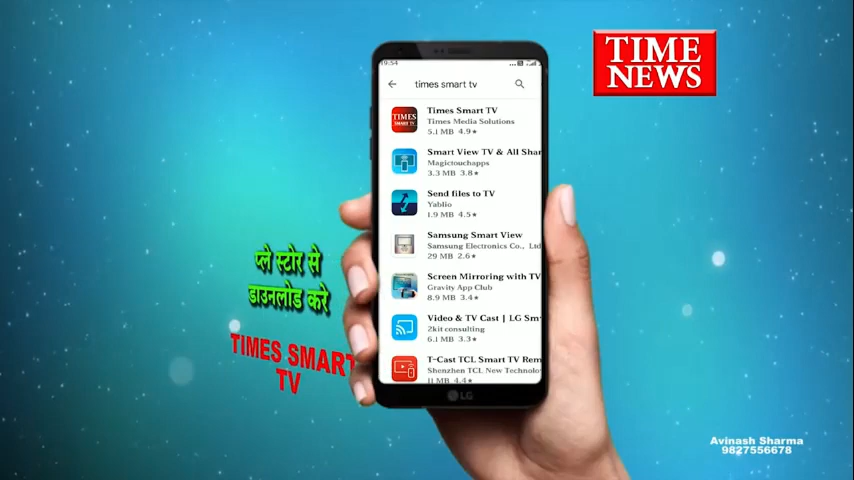 TIME
NEWS
19:54
times smart tv
Times Smart TV
Times Media Solutions
5.1 MB 4.9★
Smart View TV & All Shar
Magictouchapps
3.3 MB 3.8★
Send files to TV
Yablio
1.9 MB 4.5★
Samsung Smart View
Samsung Electronics Co., Ltd
29 MB 2.6★
Screen Mirroring with TV
Gravity App Club
8.9 MB 3.4★
Video & TV Cast | LG Sm
2kit consulting
6.1 MB 3.3★
T-Cast TCL Smart TV Rem
Shenzhen TCL New Technolo
11 MB 4.4★
TIMES
SMART TV
LG
प्ले स्टोर से
डाउनलोड करे
TIMES SMART
TV
Avinash Sharma
9827556678